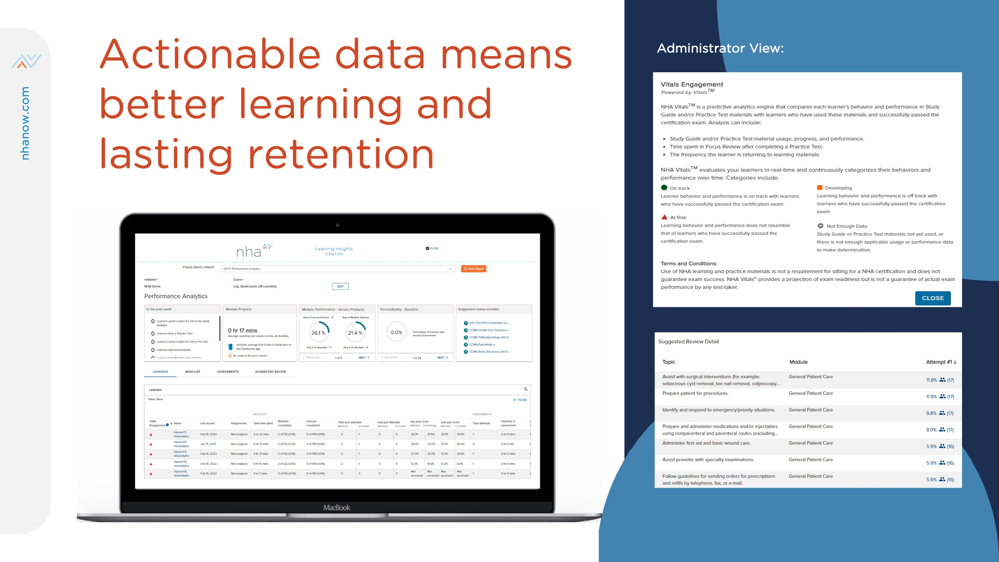 nhanow.com
Actionable data means
better learning and
lasting retention
nha
Learning Insights
CENTER
CLOSE
Please Select a Report:
NEW! Performance Analytics
View Report
Institution *
Course *
NHA Demo
Lnp_NewCourse (38 Learners)
EDIT
Performance Analytics
In the past week
0 Learners spent a total of 0 min in the study
modules
0 Learners took a Practice Test
0 Learners spent a total of 0 min in Foc Rev
0 Learners took Assessments
0 Learners took Baseline Assessment
Module Progress
0 hr 17 mins
Average seat time per learner across all modules
Includes average 0 hr 0 min of study time in
the Flashcards app
No usage in the past 2 weeks
Module Performance - Across Products
Avg of Lesson Quizzes
Avg of Module Quizzes
26.1 %
21.4 %
Avg # of attempts = 0
Avg # of attempts = 0
PREVIOUS
1 of 11
NEXT
PersonAbility - Baseline
0.0%
Percentage of learners that
passed assessment
PREVIOUS
1 of 24
NEXT
Suggested review modules
1 CPCT/A-CPCT/A Infection Co...
2 CCMA-Health Care Systems a...
3 CCMA-Pathophysiology and D...
4 CCMA-Psychology
5 CCMA-Body Structures and O...
LEARNERS
MODULES
ASSESSMENTS
SUGGESTED REVIEW
Learners
Filters: None
FILTER
MODULES
ASSESSMENTS
Vitals Engagement ↑ Name Last access Assignments Total time spent Modules completed Lessons completed Total quiz attempts Avg quiz attempts Avg quiz score Last quiz score Total attempts Avg time in assessment
MODULE LESSONS MODULE LESSONS MODULE LESSONS MODULE LESSONS
lnpuser01, nhaanalytics Feb 10, 2023 Not assigned 0 hr 22 mins 2 of 132 (1.5%) 0 of 199 (0.0%) 2 1 0 0 26.7% 27.5% 26.7% 30.0% 1 0 hr 9 mins
lnpuser03, nhaanalytics Jan 31, 2023 Not assigned 0 hr 57 mins 2 of 132 (1.5%) 0 of 199 (0.0%) 2 1 0 0 20.0% 25.0% 13.3% 40.0% 0 0 hr 0 min
lnpuser04, nhaanalytics Feb 10, 2023 Not assigned 0 hr 21 mins 2 of 132 (1.5%) 0 of 199 (0.0%) 2 1 0 0 23.3% 25.0% 13.3% 30.0% 1 0 hr 6 mins
lnpuser05, nhaanalytics Feb 10, 2023 Not assigned 0 hr 15 mins 2 of 132 (1.5%) 0 of 199 (0.0%) 2 1 0 0 13.3% 10.0% 13.3% 0.0% 1 0 hr 6 mins
lnpuser06, nhaanalytics Feb 10, 2023 Not assigned 0 hr 7 mins 0 of 132 (0.0%) 0 of 199 (0.0%) 0 0 0 0 Not accessed Not accessed Not accessed Not accessed 1 0 hr 4 mins
MacBook
Administrator View:
Vitals Engagement
Powered by Vitals™
NHA Vitals™ is a predictive analytics engine that compares each learner's behavior and performance in Study
Guide and/or Practice Test materials with learners who have used these materials and successfully passed the
certification exam. Analysis can include:
• Study Guide and/or Practice Test material usage, progress, and performance.
• Time spent in Focus Review after completing a Practice Test.
• The frequency the learner is returning to learning materials.
NHA Vitals™ evaluates your learners in real-time and continuously categorizes their behaviors and
performance over time. Categories include:
On track
Learner behavior and performance is on track with learners
who have successfully passed the certification exam.
At Risk
Learning behavior and performance does not resemble
that of learners who have successfully passed the
certification exam.
Developing
Learning behavior and performance is off track with
learners who have successfully passed the certification
exam.
Not Enough Data
Study Guide or Practice Test materials not yet used, or
there is not enough applicable usage or performance data
to make determination.
Terms and Conditions:
Use of NHA learning and practice materials is not a requirement for sitting for a NHA certification and does not
guarantee exam success. NHA Vitals™ provides a projection of exam readiness but is not a guarantee of actual exam
performance by any test-taker.
CLOSE
Suggested Review Detail
Topic Module Attempt #1↓
Assist with surgical interventions (for example: General Patient Care 11.8% (17)
sebaceous cyst removal, toe nail removal, colposcopy...
Prepare patient for procedures. General Patient Care 11.8% (17)
Identify and respond to emergency/priority situations. General Patient Care 9.8% (17)
Prepare and administer medications and/or injectables General Patient Care 8.0% (17)
using nonparenteral and parenteral routes (excluding...
Administer first aid and basic wound care. General Patient Care 5.9% (16)
Assist provider with specialty examinations. General Patient Care 5.9% (16)
Follow guidelines for sending orders for prescriptions General Patient Care 5.9% (16)
and refills by telephone, fax, or e-mail.